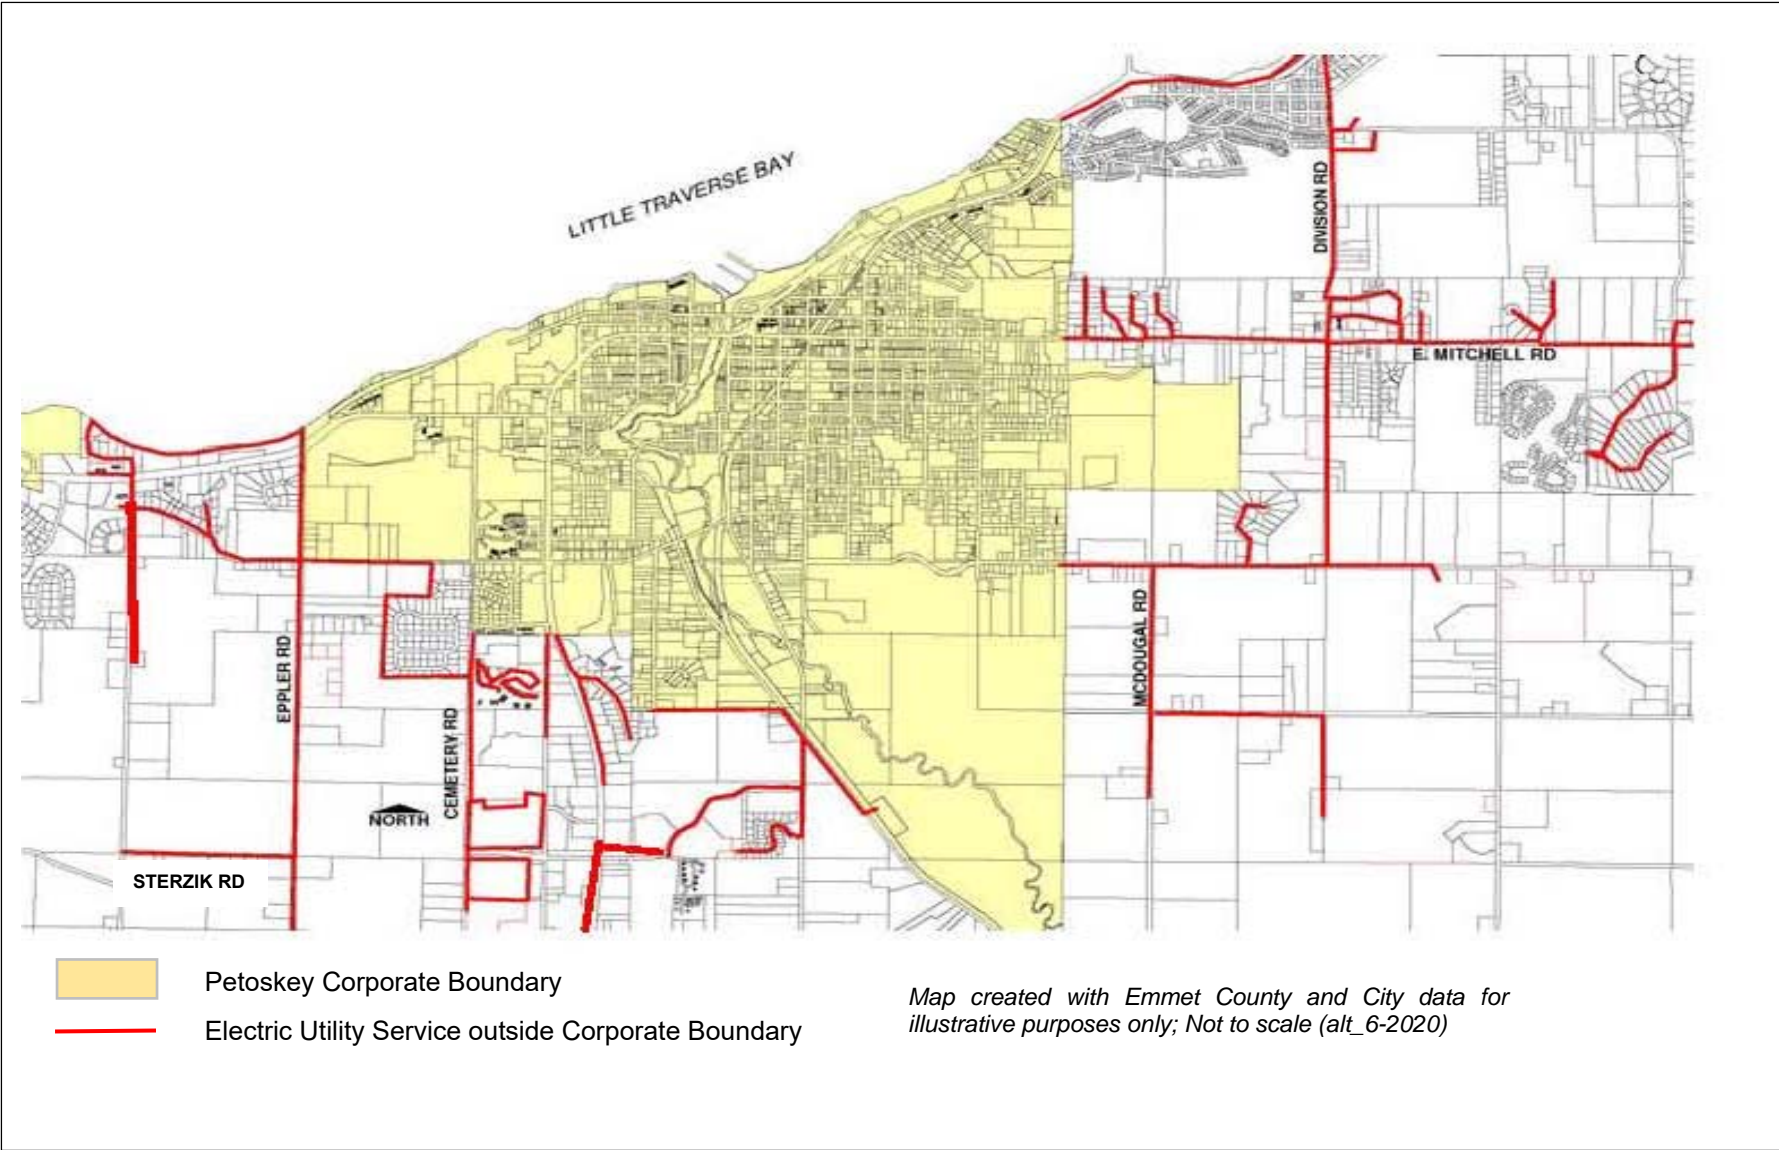 LITTLE TRAVERSE BAY
DIVISION RD
E. MITCHELL RD
MCDOUGAL RD
EPPLER RD
CEMETERY RD
NORTH
STERZIK RD
Petoskey Corporate Boundary
Electric Utility Service outside Corporate Boundary
Map created with Emmet County and City data for
illustrative purposes only; Not to scale (alt_6-2020)